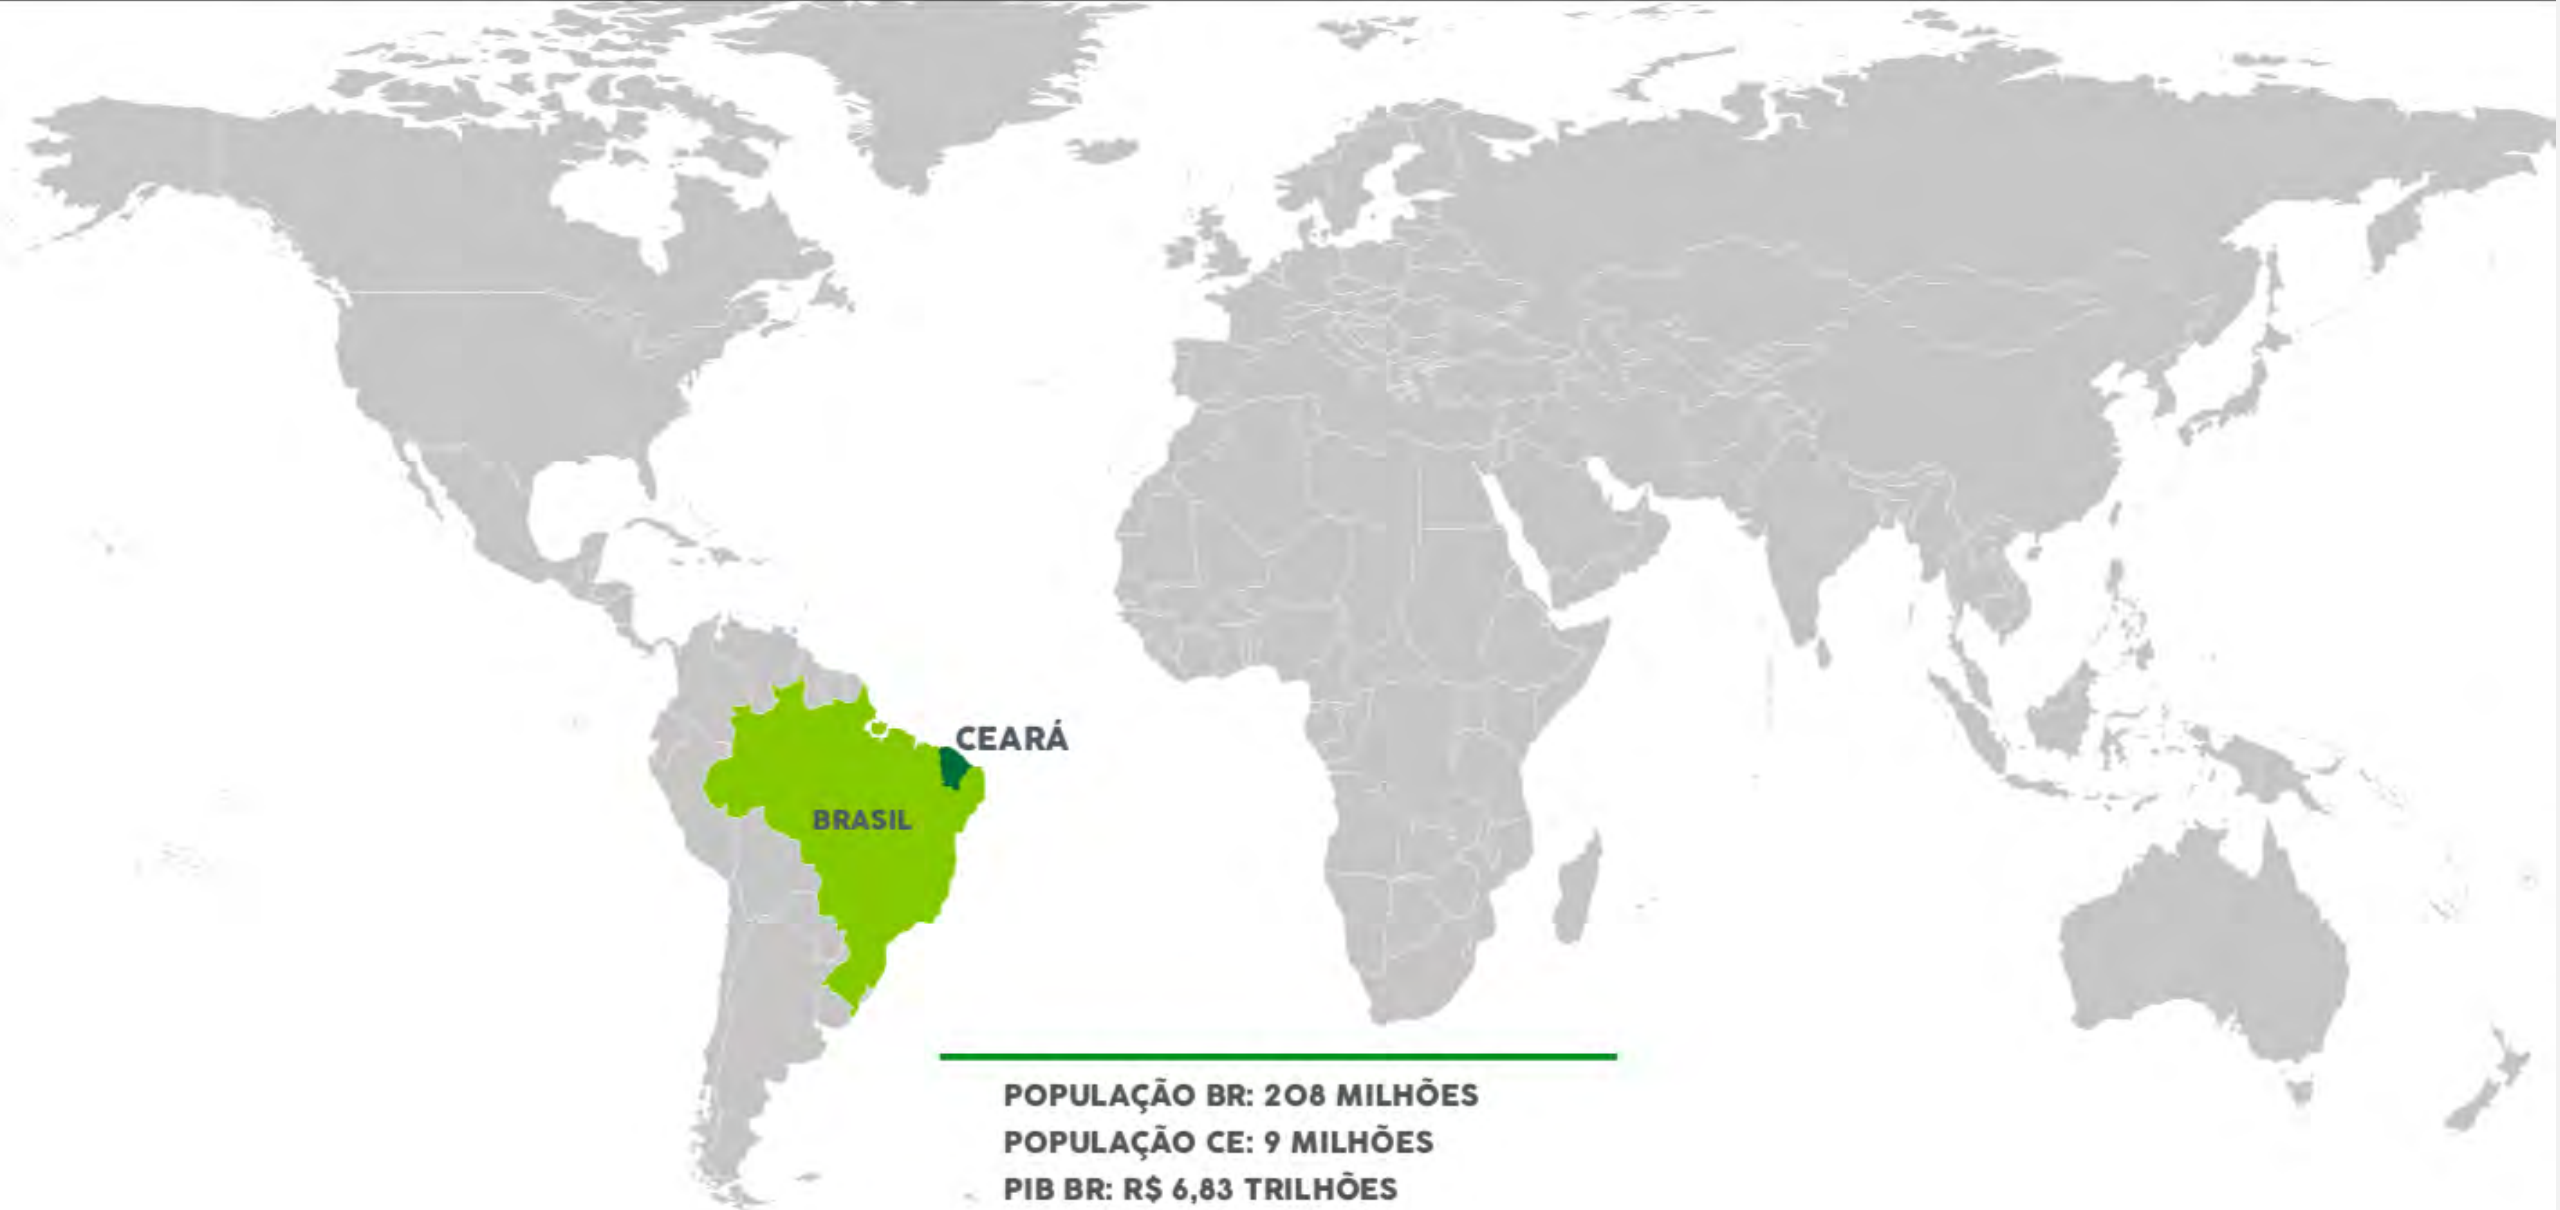 CEARÁ
BRASIL
POPULAÇÃO BR: 208 MILHÕES
POPULAÇÃO CE: 9 MILHÕES
PIB BR: R$ 6,83 TRILHÕES